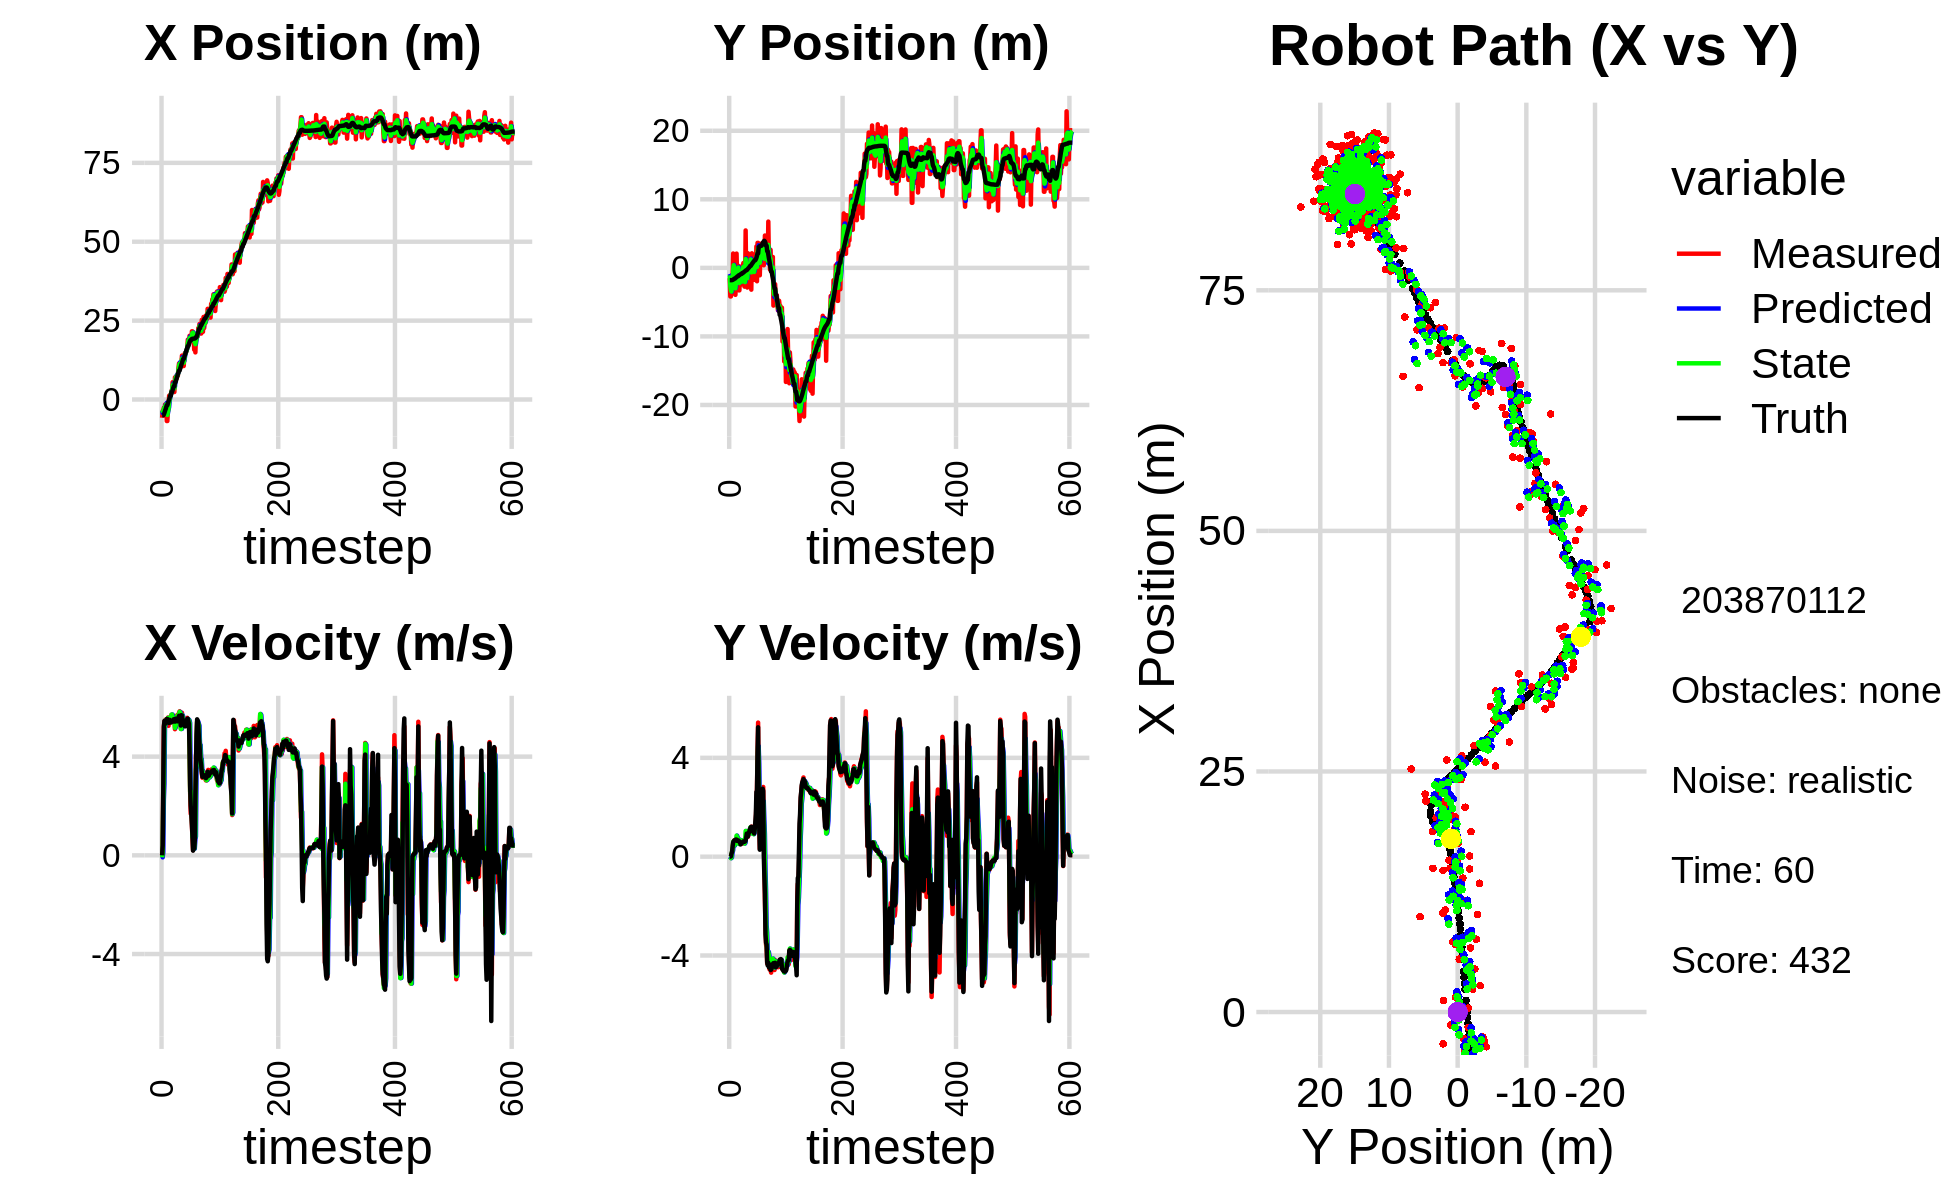 X Position (m)
75
50
25
0
0
200
400
600
timestep
Y Position (m)
20
10
0
-10
-20
0
200
400
600
timestep
X Velocity (m/s)
4
0
-4
0
200
400
600
timestep
Y Velocity (m/s)
4
0
-4
0
200
400
600
timestep
Robot Path (X vs Y)
X Position (m)
75
50
25
0
20 10 0 -10 -20
Y Position (m)
variable
Measured
Predicted
State
Truth
203870112
Obstacles: none
Noise: realistic
Time: 60
Score: 432